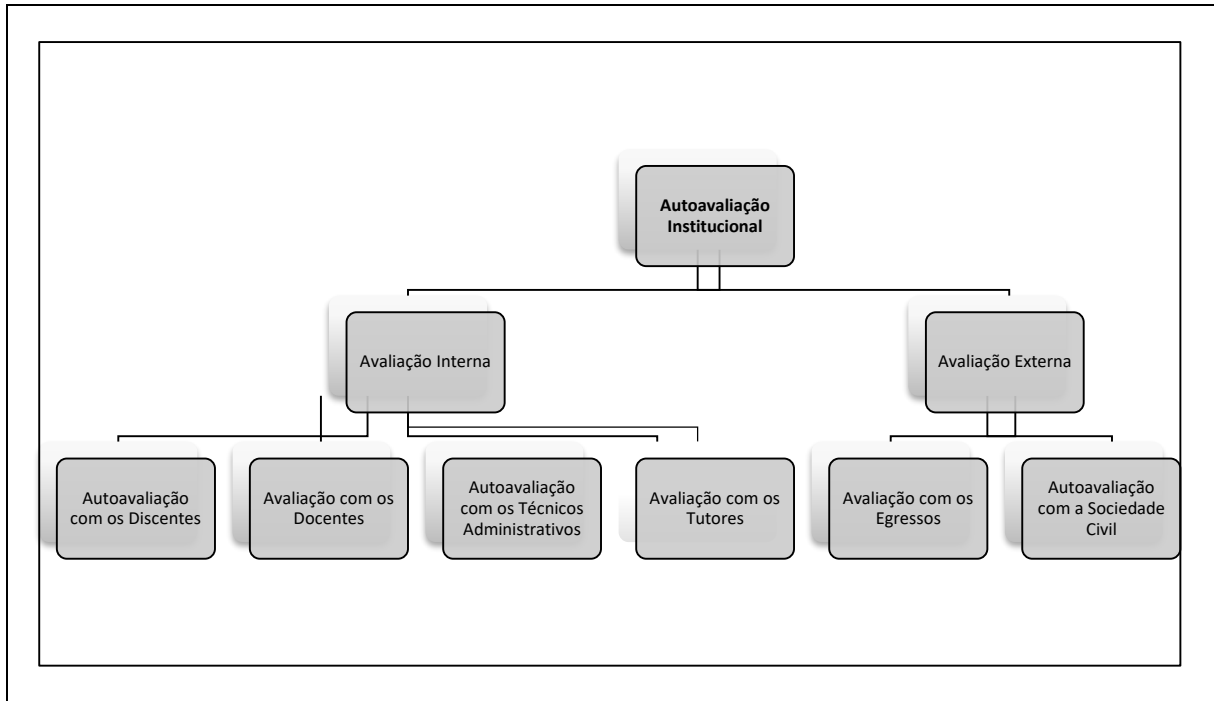 Autoavaliação
Institucional
Avaliação Interna
Avaliação Externa
Autoavaliação
com os Discentes
Avaliação com os
Docentes
Autoavaliação
com os Técnicos
Administrativos
Avaliação com os
Tutores
Avaliação com os
Egressos
Autoavaliação
com a Sociedade
Civil